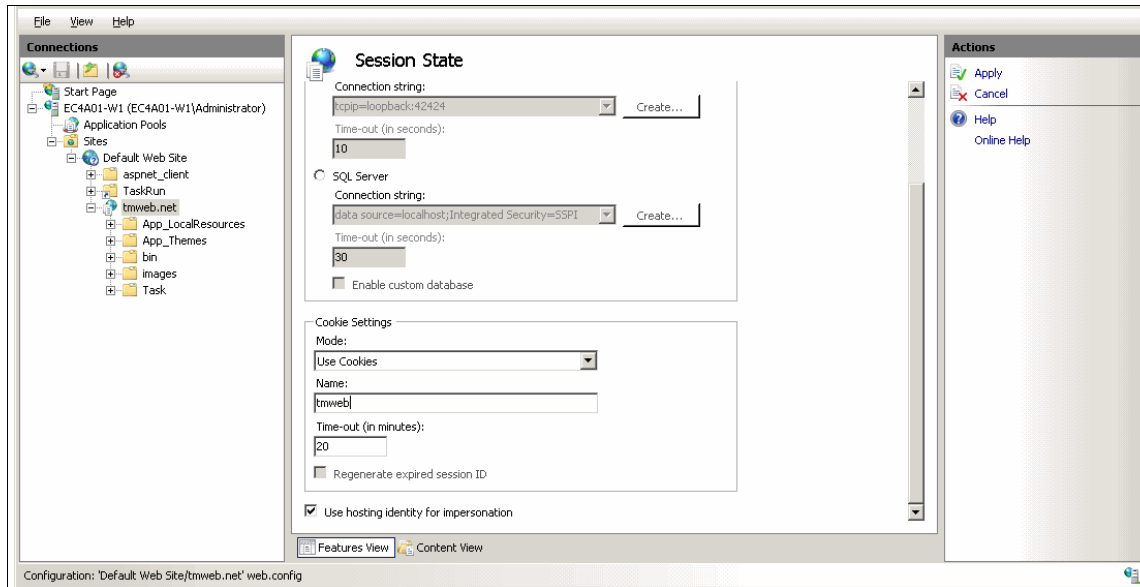 File View Help
Connections
Start Page
EC4A01-W1 (EC4A01-W1\Administrator)
Application Pools
Sites
Default Web Site
aspnet_client
TaskRun
tmweb.net
App_LocalResources
App_Themes
bin
images
Task
Session State
Connection string:
tcpip=loopback:42424 Create...
Time-out (in seconds):
10
SQL Server
Connection string:
data source=localhost;Integrated Security=SSPI Create...
Time-out (in seconds):
30
Enable custom database
Cookie Settings
Mode:
Use Cookies
Name:
tmweb
Time-out (in minutes):
20
Regenerate expired session ID
Use hosting identity for impersonation
Features View Content View
Actions
Apply
Cancel
Help
Online Help
Configuration: 'Default Web Site/tmweb.net' web.config